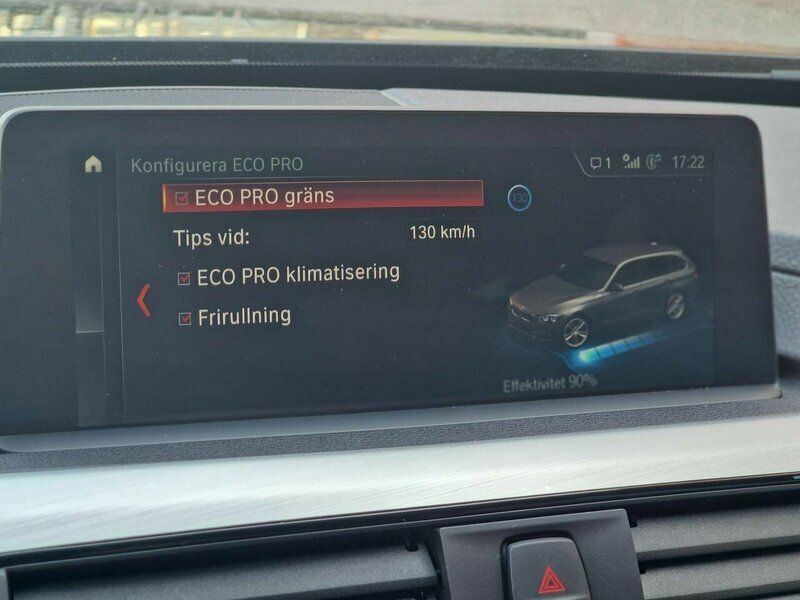 Konfigurera ECO PRO
1 17:22
ECO PRO gräns
130
Tips vid: 130 km/h
ECO PRO klimatisering
Frirullning
Effektivitet 90%